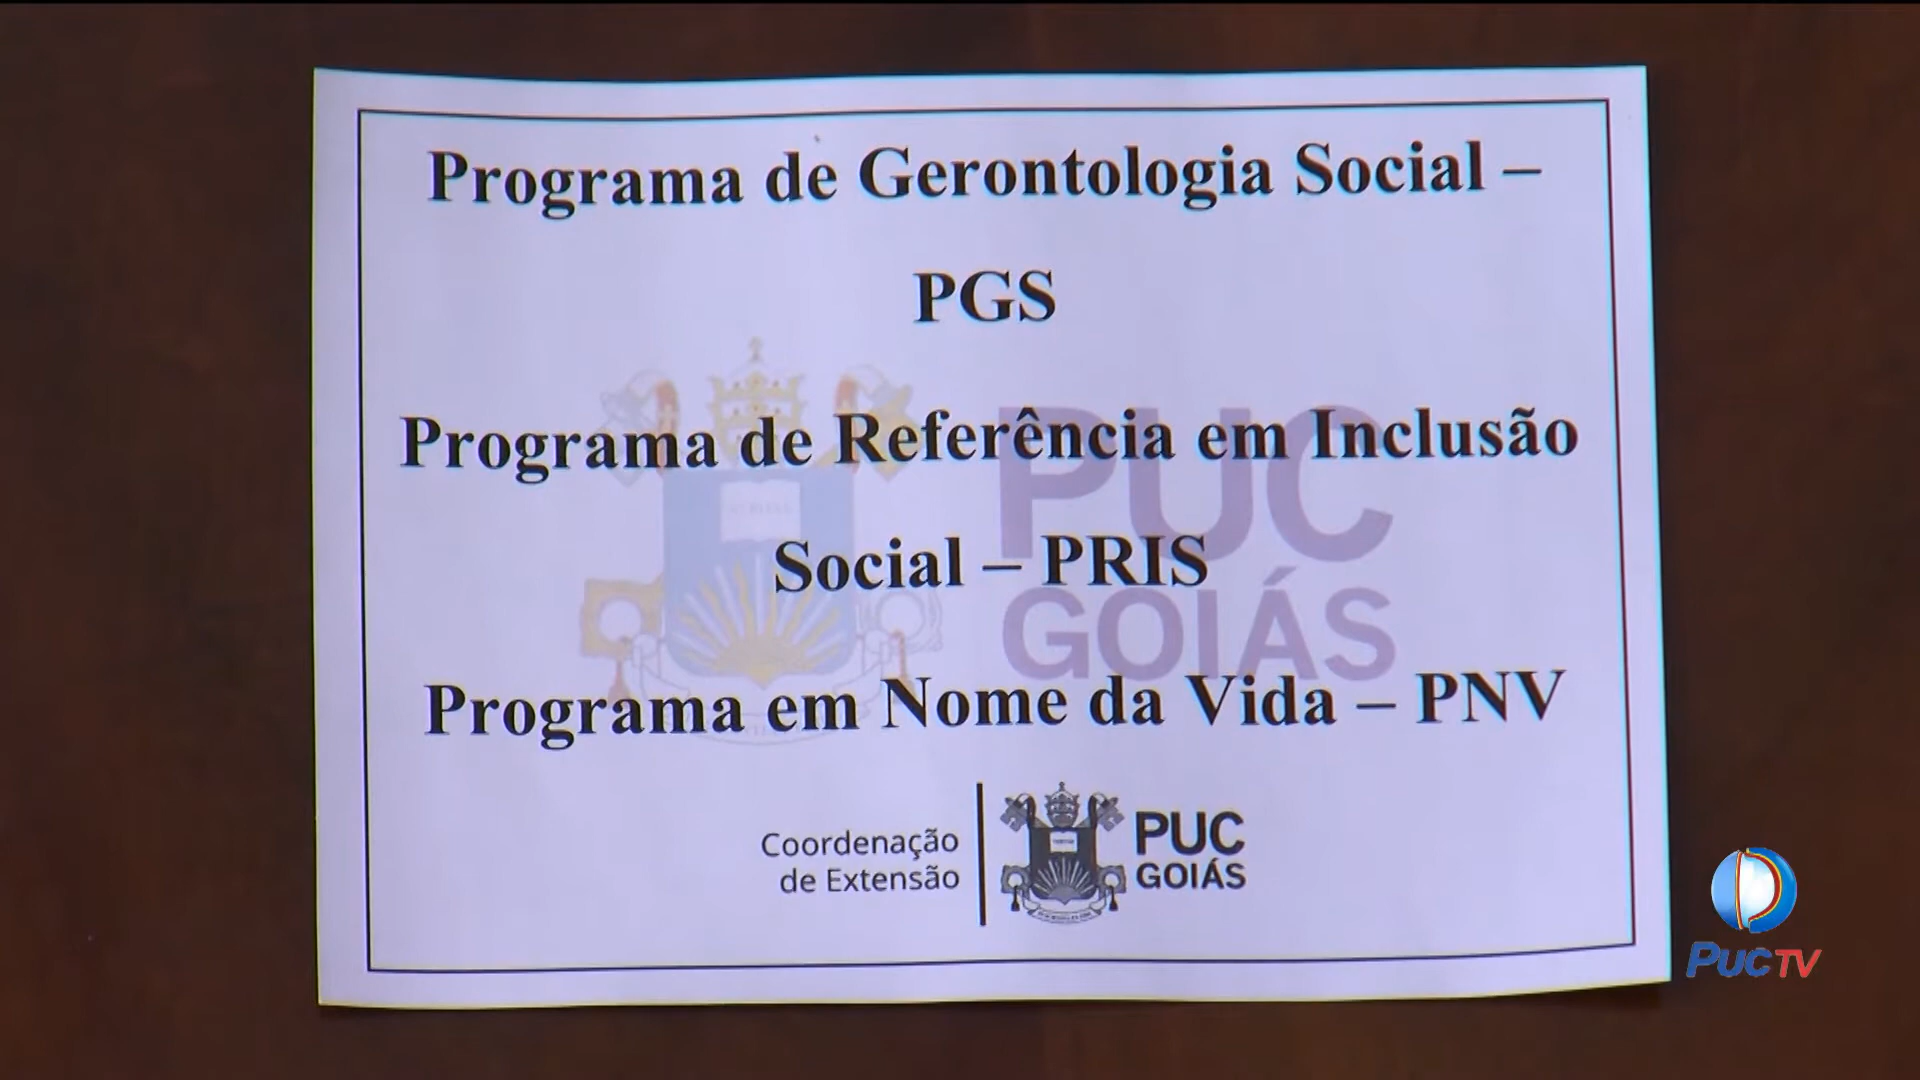 Programa de Gerontologia Social –
PGS
Programa de Referência em Inclusão
Social – PRIS
Programa em Nome da Vida – PNV
PUC
GOIÁS
Coordenação
de Extensão
PUC
GOIÁS
PUCTV